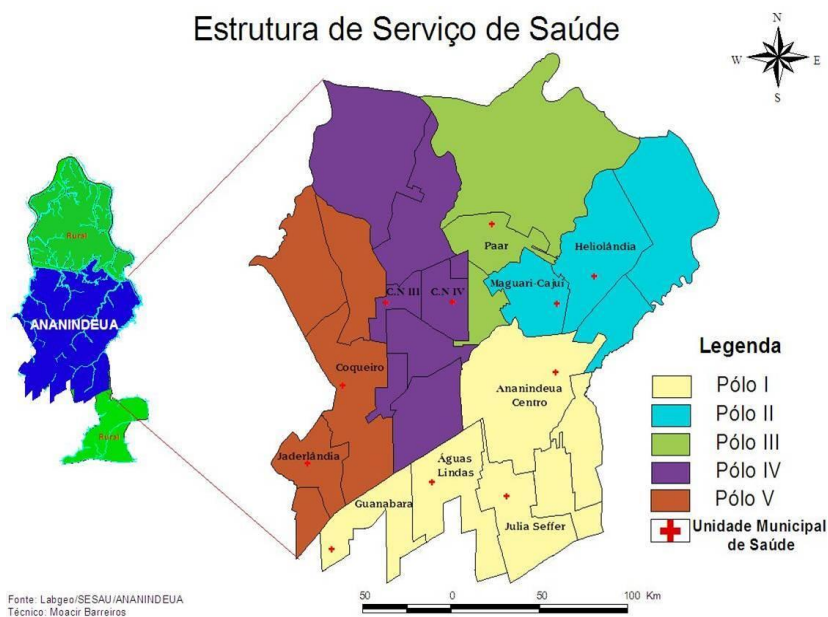 Estrutura de Serviço de Saúde
N
W
E
S
Rural
ANANINDEUA
Rural
Paar
Heliolândia
Maguari-Cajui
C.N III
C.N IV
Coqueiro
Ananindeua
Centro
Jaderlândia
Águas
Lindas
Guanabara
Julia Seffer
Legenda
Pólo I
Pólo II
Pólo III
Pólo IV
Pólo V
Unidade Municipal
de Saúde
50 0 50 100 Km
Fonte: Labgeo/SESAU/ANANINDEUA
Técnico: Moacir Barreiros